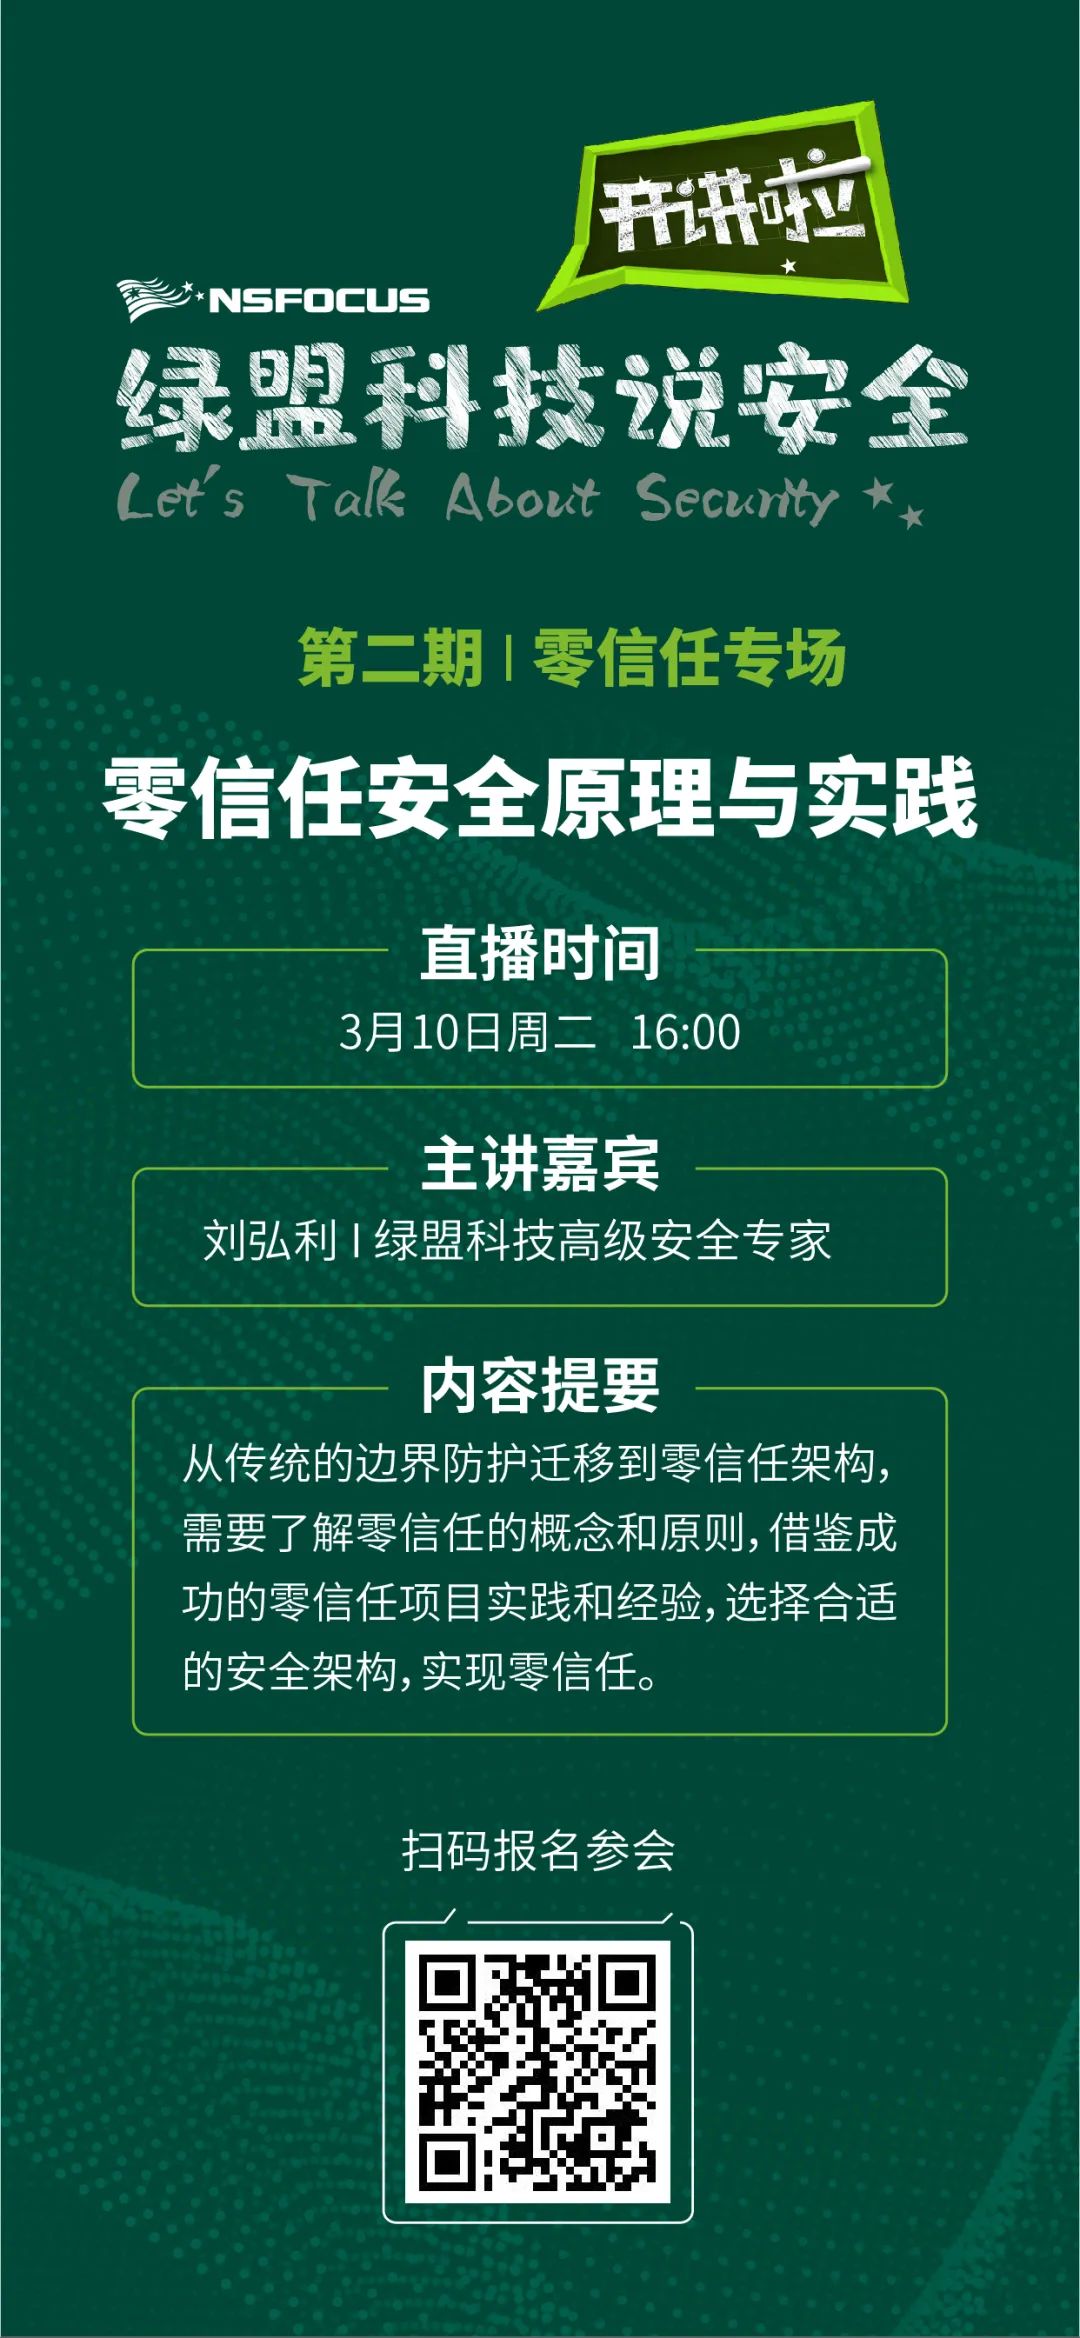 开讲啦
NSFOCUS
绿盟科技说安全
Let's Talk About Security
第二期 | 零信任专场
零信任安全原理与实践
直播时间
3月10日周二 16:00
主讲嘉宾
刘弘利 | 绿盟科技高级安全专家
内容提要
从传统的边界防护迁移到零信任架构，
需要了解零信任的概念和原则，借鉴成
功的零信任项目实践和经验，选择合适
的安全架构，实现零信任。
扫码报名参会